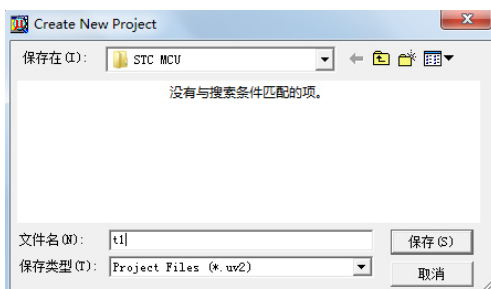 Create New Project
保存在(I): STC MCU
没有与搜索条件匹配的项。
文件名(N): t1 保存(S)
保存类型(T): Project Files (*.uv2) 取消